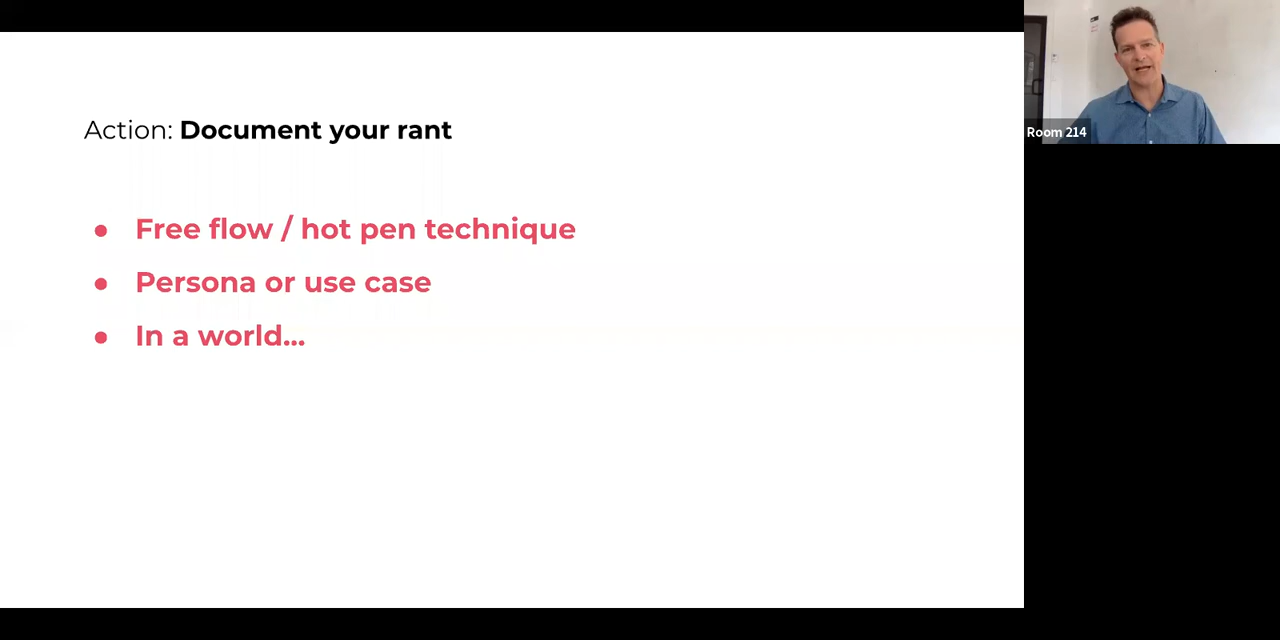 Action: Document your rant
● Free flow / hot pen technique
● Persona or use case
● In a world...
Room 214